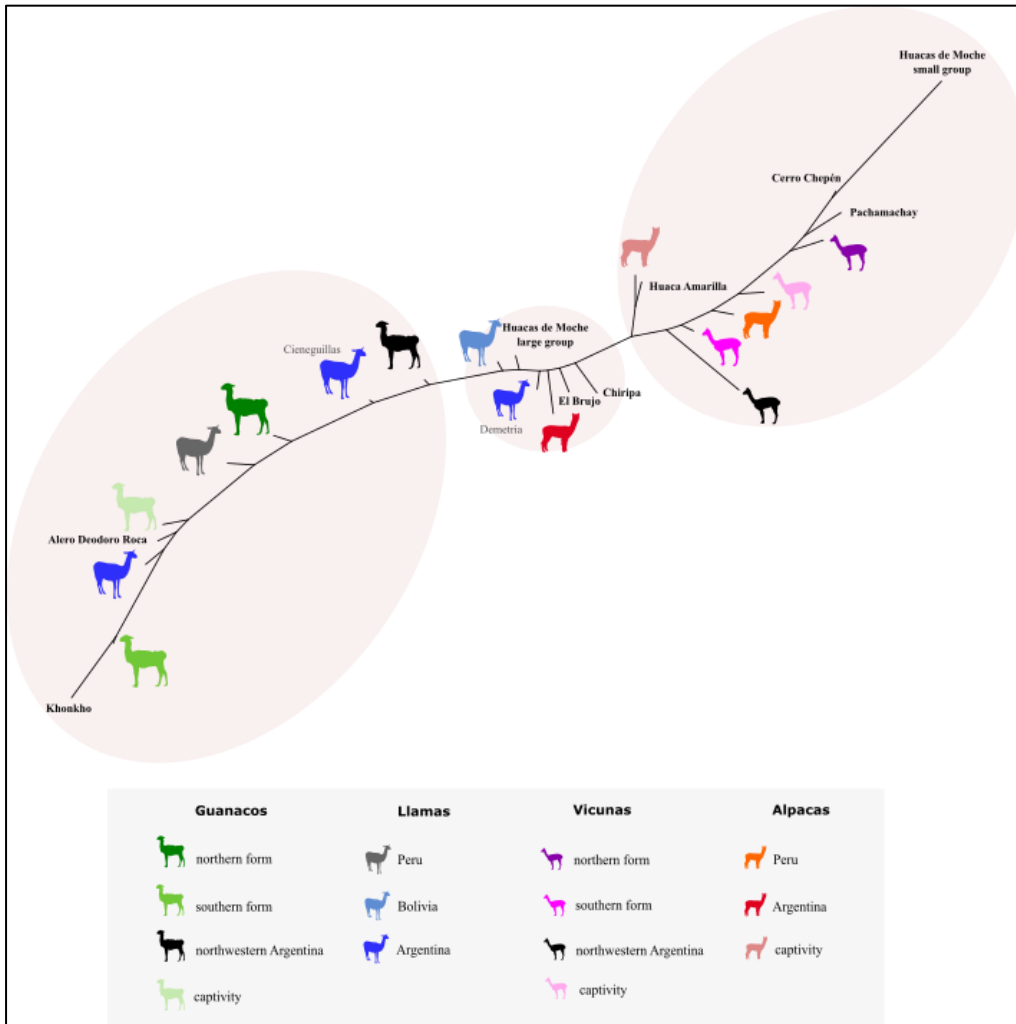 Huacas de Moche
small group
Cerro Chepén
Pachamachay
Huaca Amarilla
Huacas de Moche
large group
Cieneguillas
Chiripa
El Brujo
Demetria
Alero Deodoro Roca
Khonkho
Guanacos
northern form
southern form
northwestern Argentina
captivity
Llamas
Peru
Bolivia
Argentina
Vicunas
northern form
southern form
northwestern Argentina
captivity
Alpacas
Peru
Argentina
captivity